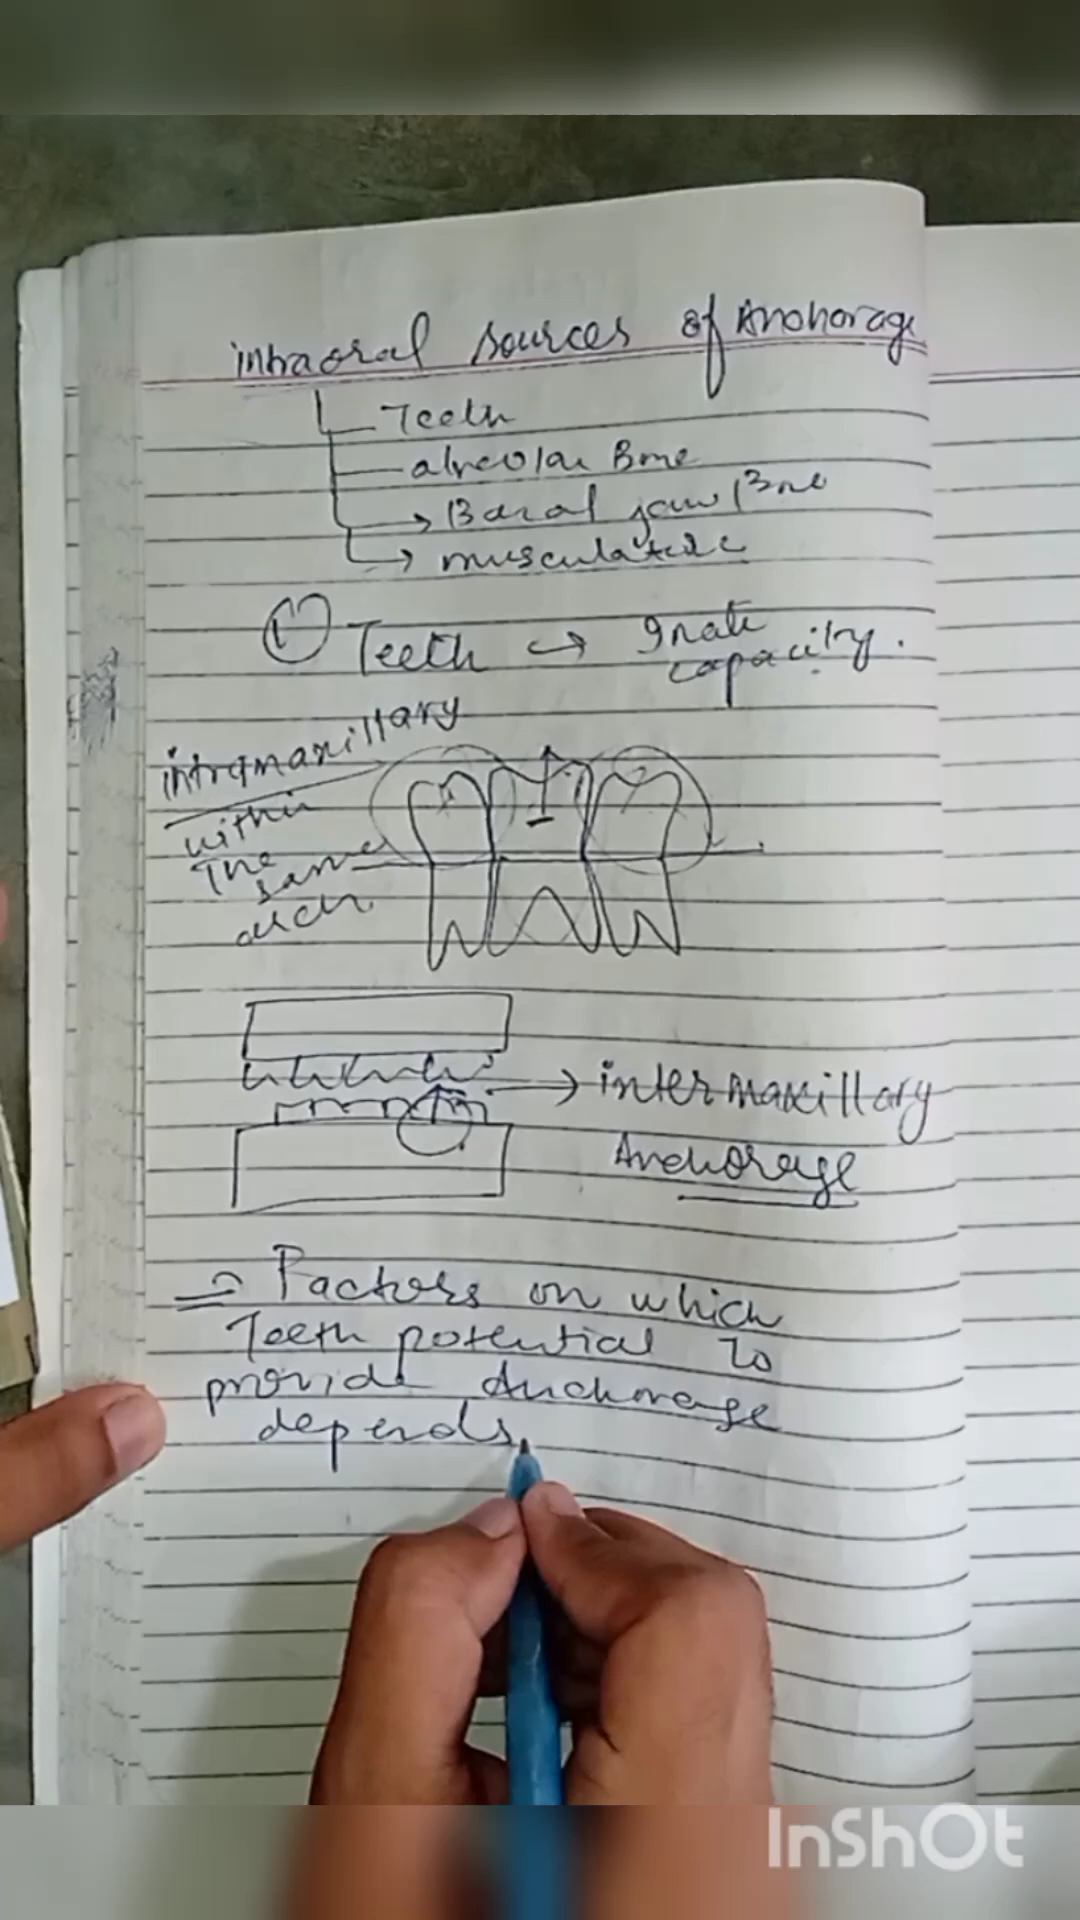 intraoral sources of Anchorage
Teeth
alveolar Bone
Basal jaw Bone
musculature
1 Teeth → Inate
capacity.
intramaxillary
within
The
same
arch.
→ intermaxillary
Anchorage
⇒ Factors on which
Teeth potential to
provide Anchorage
depends
InShOt